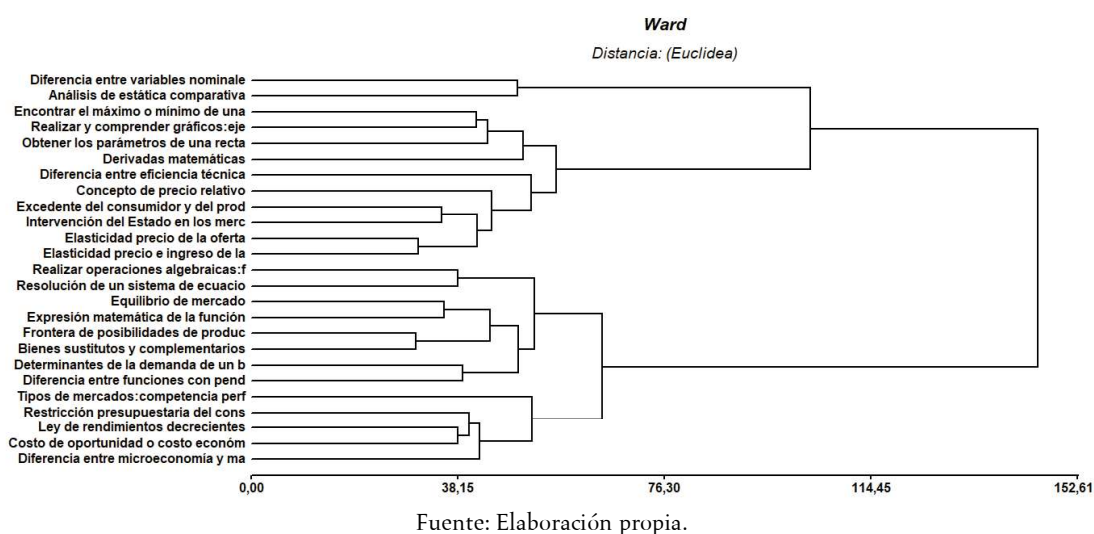 Ward
Distancia: (Euclidea)
Diferencia entre variables nominale
Análisis de estática comparativa
Encontrar el máximo o mínimo de una
Realizar y comprender gráficos:eje
Obtener los parámetros de una recta
Derivadas matemáticas
Diferencia entre eficiencia técnica
Concepto de precio relativo
Excedente del consumidor y del prod
Intervención del Estado en los merc
Elasticidad precio de la oferta
Elasticidad precio e ingreso de la
Realizar operaciones algebraicas:f
Resolución de un sistema de ecuacio
Equilibrio de mercado
Expresión matemática de la función
Frontera de posibilidades de produc
Bienes sustitutos y complementarios
Determinantes de la demanda de un b
Diferencia entre funciones con pend
Tipos de mercados:competencia perf
Restricción presupuestaria del cons
Ley de rendimientos decrecientes
Costo de oportunidad o costo económ
Diferencia entre microeconomía y ma
0,00 38,15 76,30 114,45 152,61
Fuente: Elaboración propia.